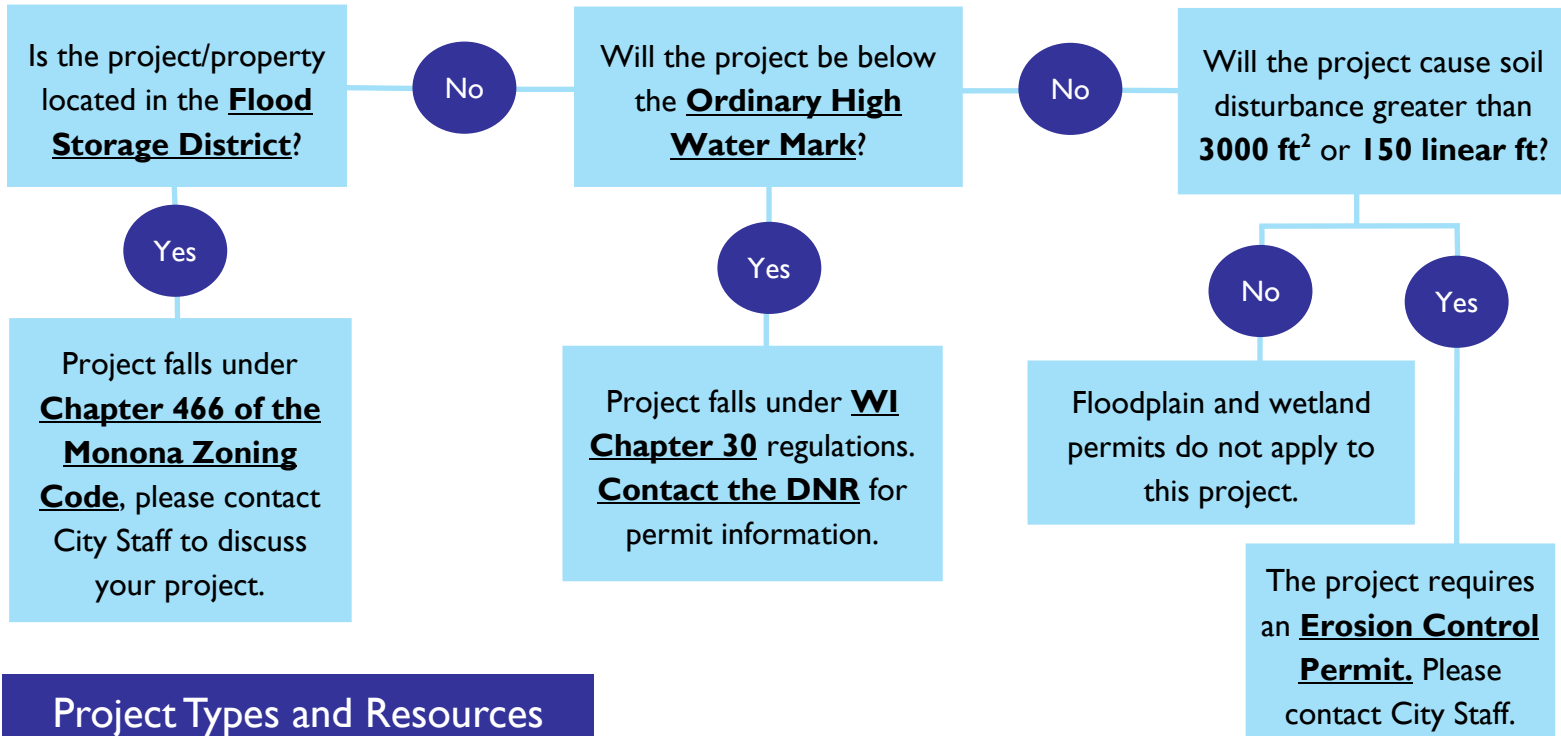 Is the project/property
located in the Flood
Storage District?
No
Will the project be below
the Ordinary High
Water Mark?
No
Will the project cause soil
disturbance greater than
3000 ft² or 150 linear ft?
Yes
Yes
No
Yes
Project falls under
Chapter 466 of the
Monona Zoning
Code, please contact
City Staff to discuss
your project.
Project falls under WI
Chapter 30 regulations.
Contact the DNR for
permit information.
Floodplain and wetland
permits do not apply to
this project.
The project requires
an Erosion Control
Permit. Please
contact City Staff.
Project Types and Resources